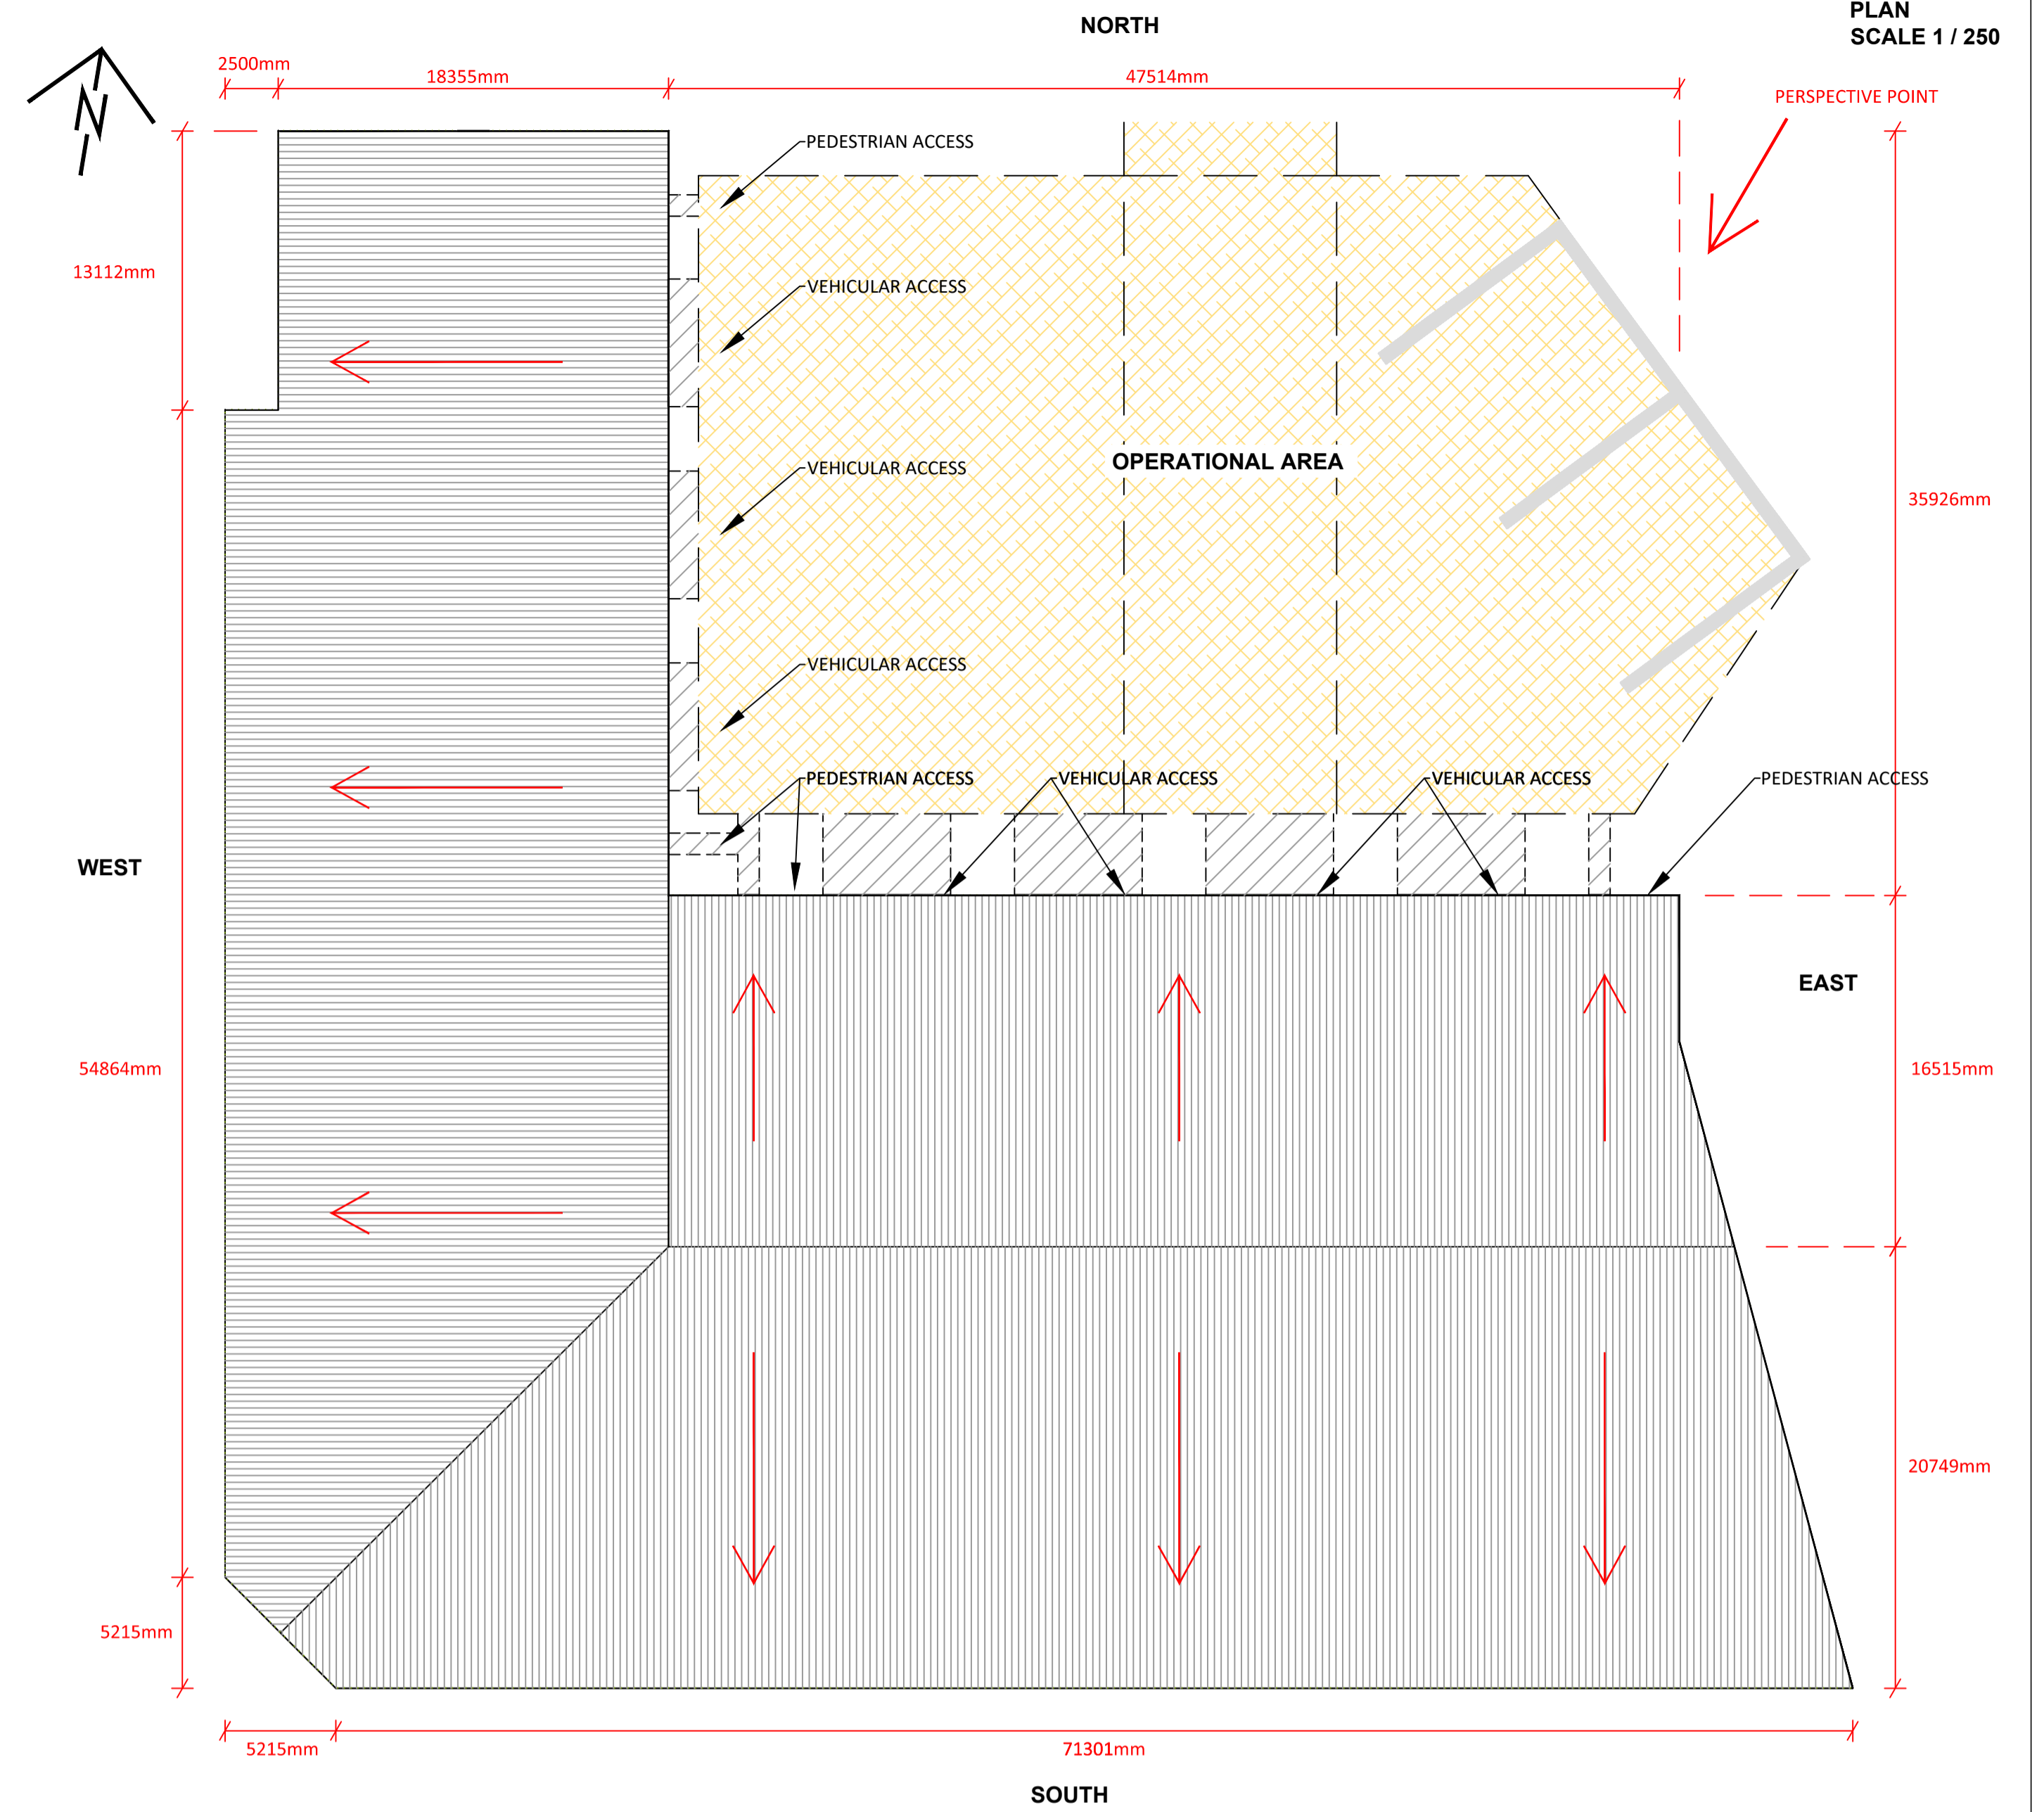 NORTH
PLAN
SCALE 1 / 250
2500mm
18355mm
47514mm
PERSPECTIVE POINT
N
PEDESTRIAN ACCESS
13112mm
VEHICULAR ACCESS
OPERATIONAL AREA
VEHICULAR ACCESS
35926mm
VEHICULAR ACCESS
PEDESTRIAN ACCESS
VEHICULAR ACCESS
VEHICULAR ACCESS
PEDESTRIAN ACCESS
WEST
EAST
54864mm
16515mm
20749mm
5215mm
5215mm
71301mm
SOUTH